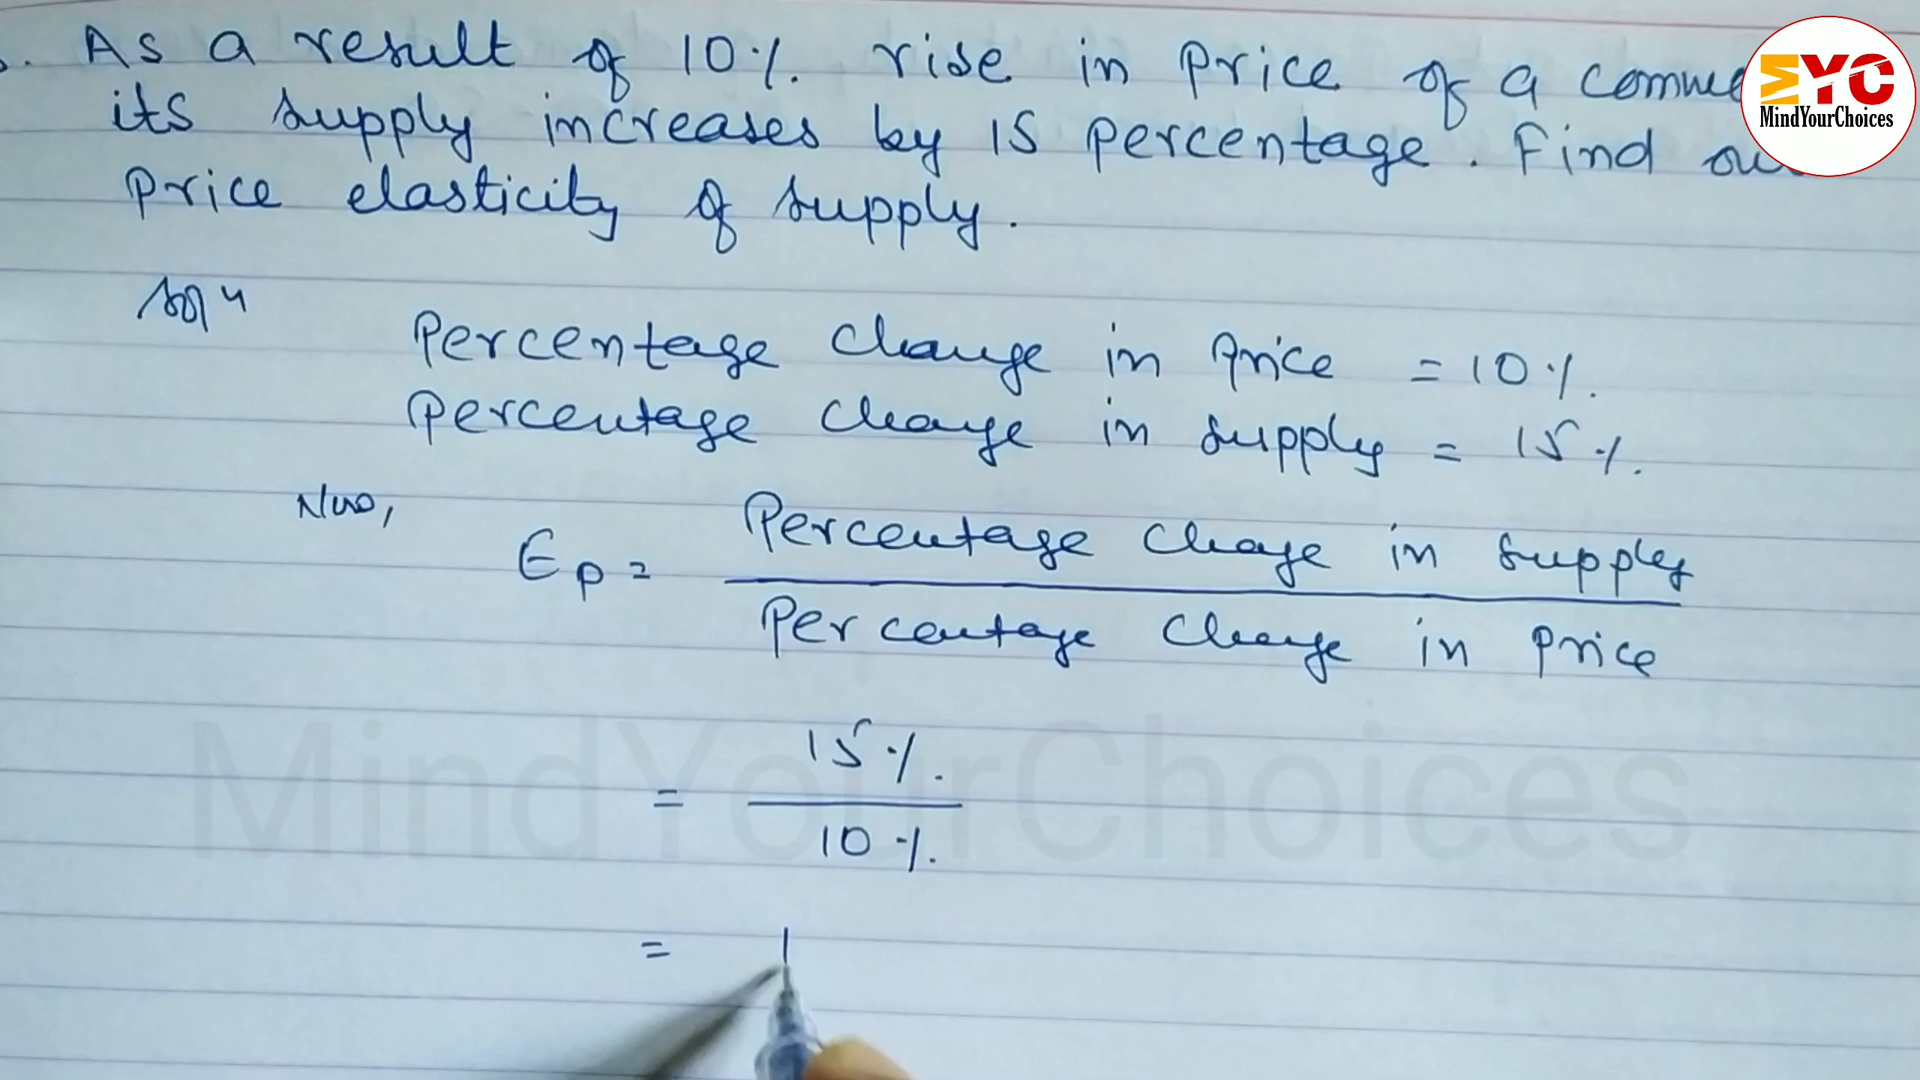 As a result of 10%. rise in price of a comm
its supply increases by 15 percentage. Find ou
price elasticity of supply.
Solⁿ
Percentage change in price = 10%.
Percentage change in supply = 15%.
Now,
Ep = Percentage change in supply
Percentage change in price
= 15%.
10%.
= 1
MYC
MindYourChoices
MindYourChoices